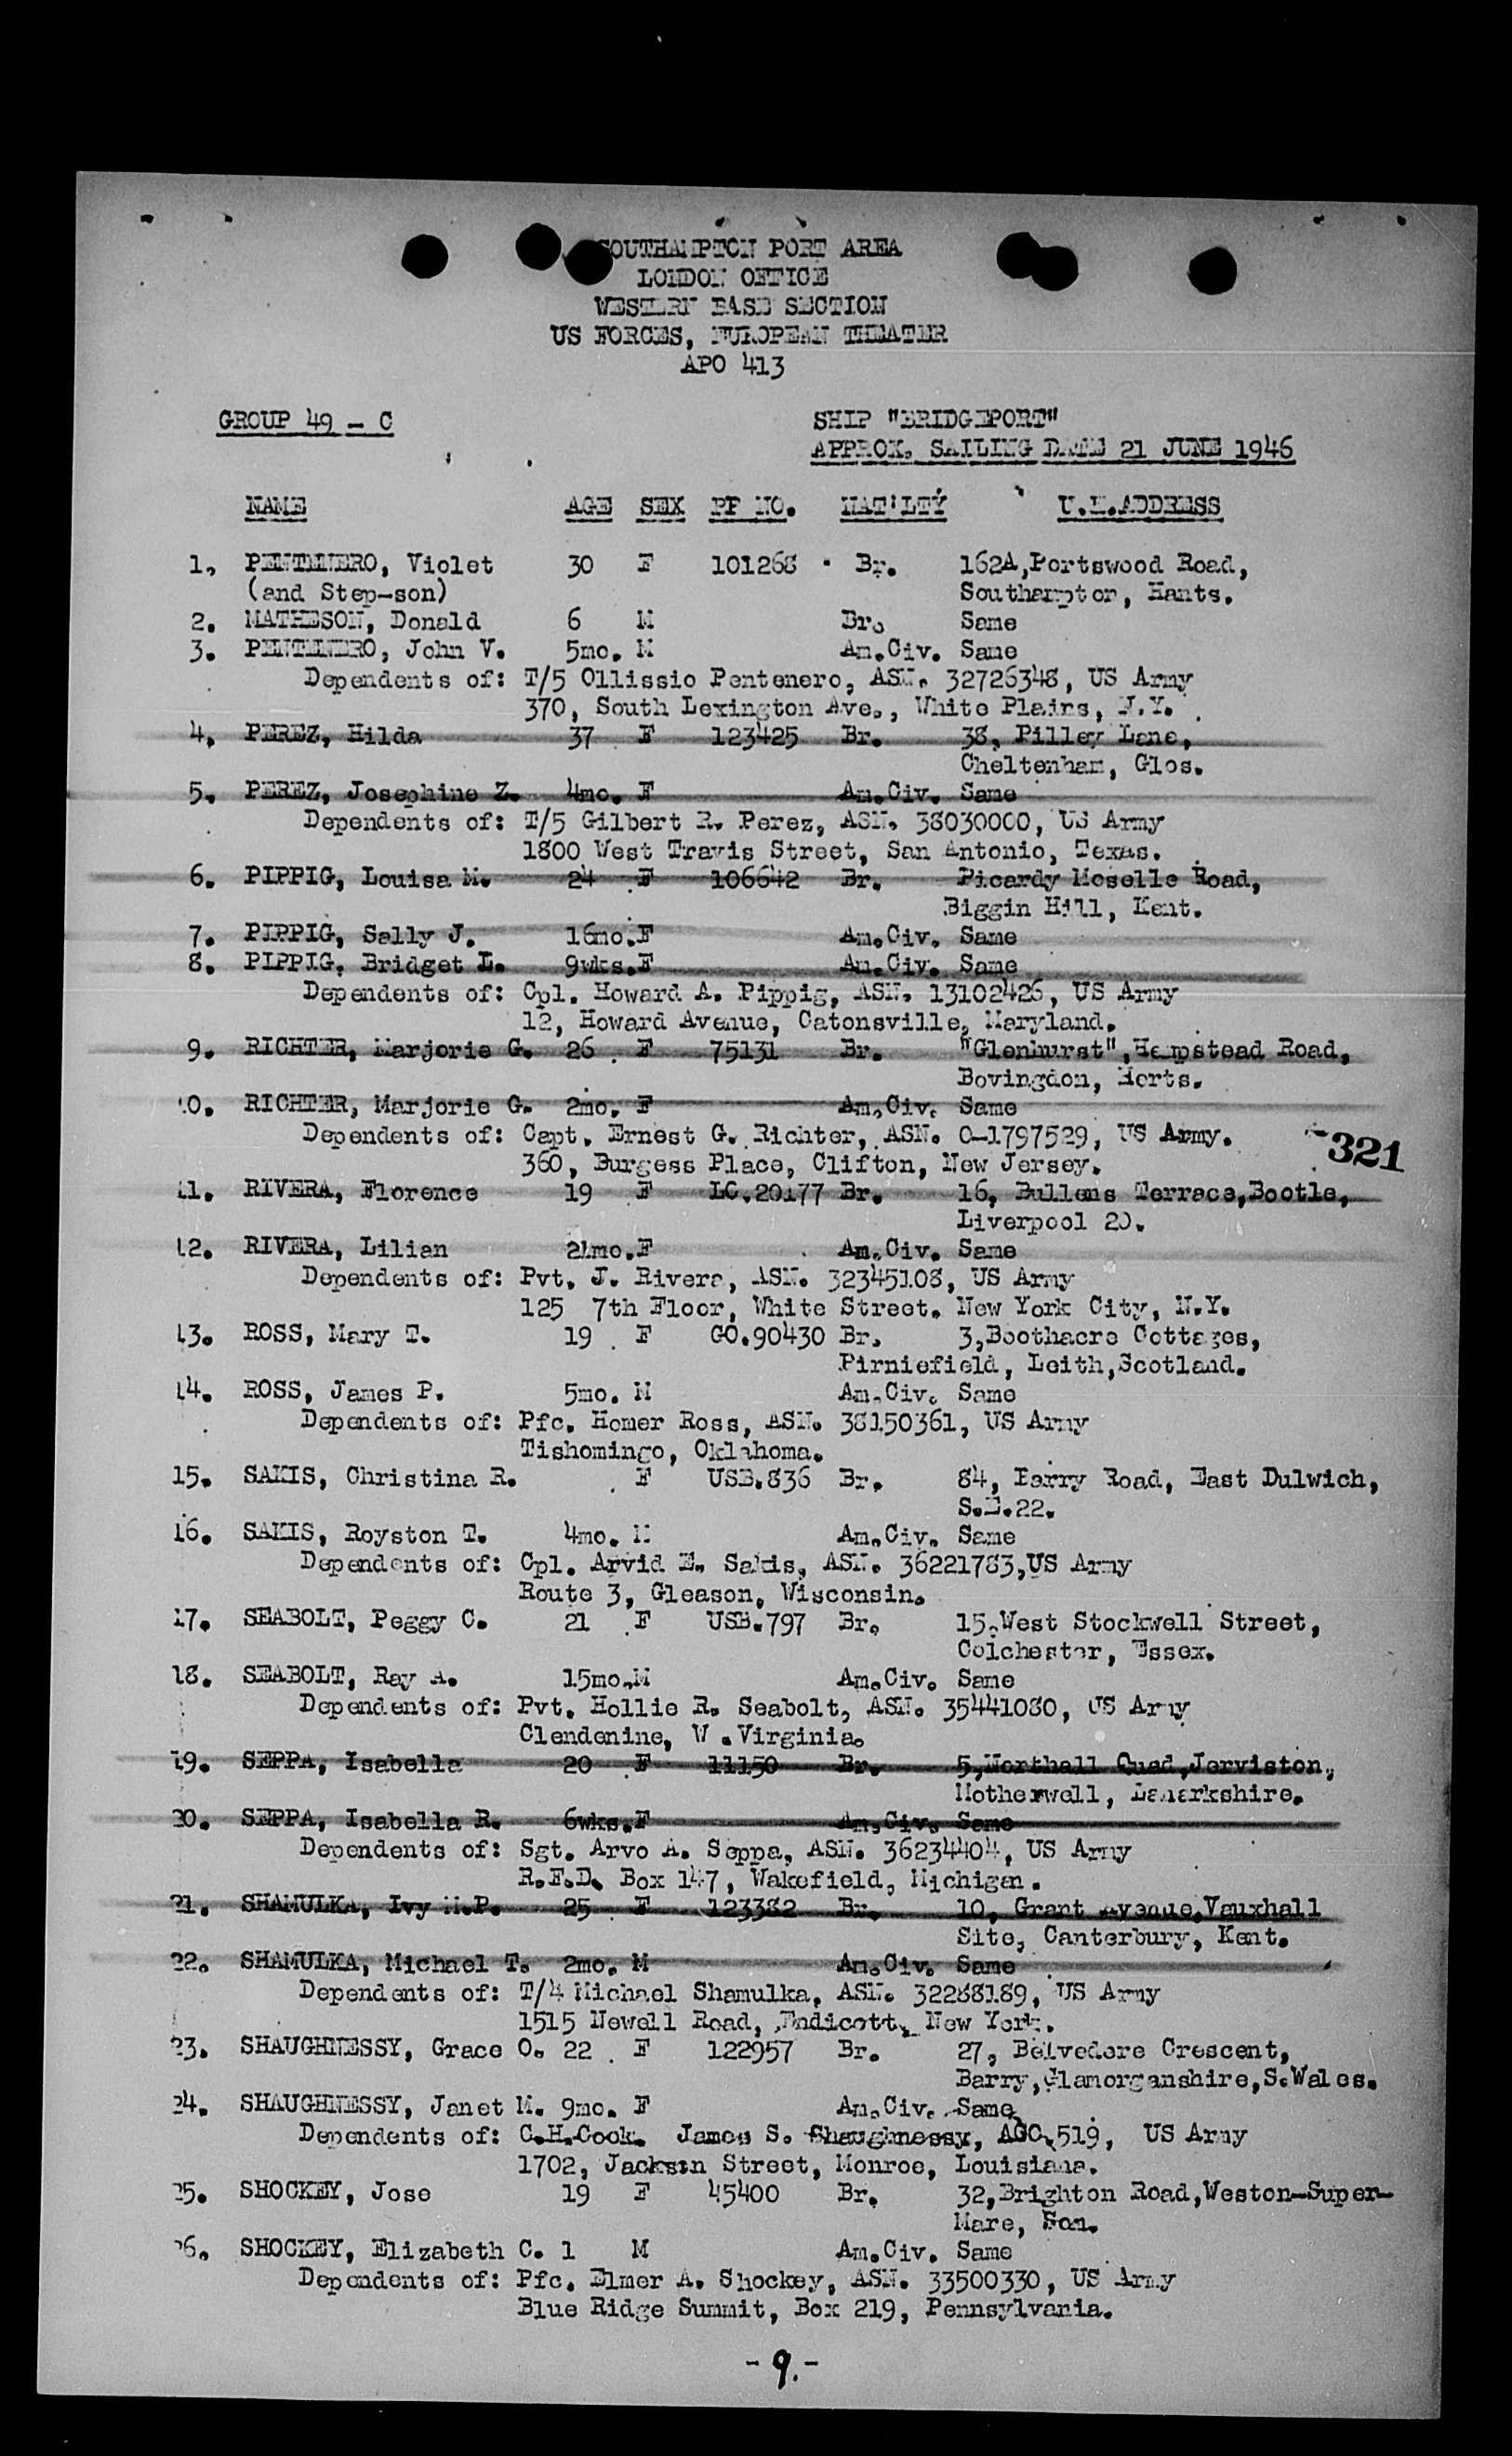 SOUTHAMPTON PORT AREA
LONDON OFFICE
WESTERN BASE SECTION
US FORCES, EUROPEAN THEATER
APO 413
GROUP 49 - C SHIP "BRIDGEPORT"
APPROX. SAILING DATE 21 JUNE 1946
NAME AGE SEX PP NO. NAT'LTY U.K.ADDRESS
1. PENTENERO, Violet 30 F 101268 Br. 162A,Portswood Road,
(and Step-son) Southampton, Hants.
2. MATHESON, Donald 6 M Br. Same
3. PENTENERO, John V. 5mo. M Am.Civ. Same
Dependents of: T/5 Ollissio Pentenero, ASN. 32726348, US Army
370, South Lexington Ave., White Plains, N.Y.
4. PEREZ, Hilda 37 F 123425 Br. 38, Pilley Lane,
Cheltenham, Glos.
5. PEREZ, Josephine Z. 4mo. F Am.Civ. Same
Dependents of: T/5 Gilbert R. Perez, ASN. 38030000, US Army
1800 West Travis Street, San Antonio, Texas.
6. PIPPIG, Louisa M. 24 F 106642 Br. Picardy Moselle Road,
Biggin Hill, Kent.
7. PIPPIG, Sally J. 16mo.F Am.Civ. Same
8. PIPPIG, Bridget L. 9wks.F Am.Civ. Same
Dependents of: Cpl. Howard A. Pippig, ASN. 13102426, US Army
12, Howard Avenue, Catonsville, Maryland.
9. RICHTER, Marjorie G. 26 F 75131 Br. "Glenhurst",Hempstead Road,
Bovingdon, Herts.
10. RICHTER, Marjorie G. 2mo. F Am.Civ. Same
Dependents of: Capt. Ernest G. Richter, ASN. O-1797529, US Army.
360, Burgess Place, Clifton, New Jersey.
321
11. RIVERA, Florence 19 F LG.20177 Br. 16, Bullens Terrace,Bootle,
Liverpool 20.
12. RIVERA, Lilian 21mo.F Am.Civ. Same
Dependents of: Pvt. J. Rivera, ASN. 32345108, US Army
125 7th Floor, White Street. New York City, N.Y.
13. ROSS, Mary T. 19 F GO.90430 Br. 3,Boothacre Cottages,
Pirniefield, Leith,Scotland.
14. ROSS, James P. 5mo. M Am.Civ. Same
Dependents of: Pfc. Homer Ross, ASN. 38150361, US Army
Tishomingo, Oklahoma.
15. SAKIS, Christina R. F USB.836 Br. 84, Barry Road, East Dulwich,
S.E.22.
16. SAKIS, Royston T. 4mo. M Am.Civ. Same
Dependents of: Cpl. Arvid E. Sakis, ASN. 36221783,US Army
Route 3, Gleason, Wisconsin.
17. SEABOLT, Peggy C. 21 F USB.797 Br. 15,West Stockwell Street,
Colchester, Essex.
18. SEABOLT, Ray A. 15mo.M Am.Civ. Same
Dependents of: Pvt. Hollie R. Seabolt, ASN. 35441080, US Army
Clendenine, W .Virginia.
19. SEPPA, Isabella 20 F 11150 Br. 5,Northall Quad,Jerviston,
Motherwell, Lanarkshire.
20. SEPPA, Isabella R. 6wks.F Am.Civ. Same
Dependents of: Sgt. Arvo A. Seppa, ASN. 36234404, US Army
R.F.D. Box 147, Wakefield, Michigan.
21. SHAMULKA, Ivy M.P. 25 F 123382 Br. 10, Grant Avenue,Vauxhall
Site, Canterbury, Kent.
22. SHAMULKA, Michael T. 2mo. M Am.Civ. Same
Dependents of: T/4 Michael Shamulka, ASN. 32288189, US Army
1515 Newell Road, Endicott, New York.
23. SHAUGHNESSY, Grace O. 22 F 122957 Br. 27, Belvedere Crescent,
Barry,Glamorganshire,S.Wales.
24. SHAUGHNESSY, Janet M. 9mo. F Am.Civ. Same
Dependents of: C.H.Cook. James S. Shaughnessy, AGO.519, US Army
1702, Jackson Street, Monroe, Louisiana.
25. SHOCKEY, Jose 19 F 45400 Br. 32,Brighton Road,Weston-Super-
Mare, Som.
26. SHOCKEY, Elizabeth C. 1 M Am.Civ. Same
Dependents of: Pfc. Elmer A. Shockey, ASN. 33500330, US Army
Blue Ridge Summit, Box 219, Pennsylvania.
- 9.-